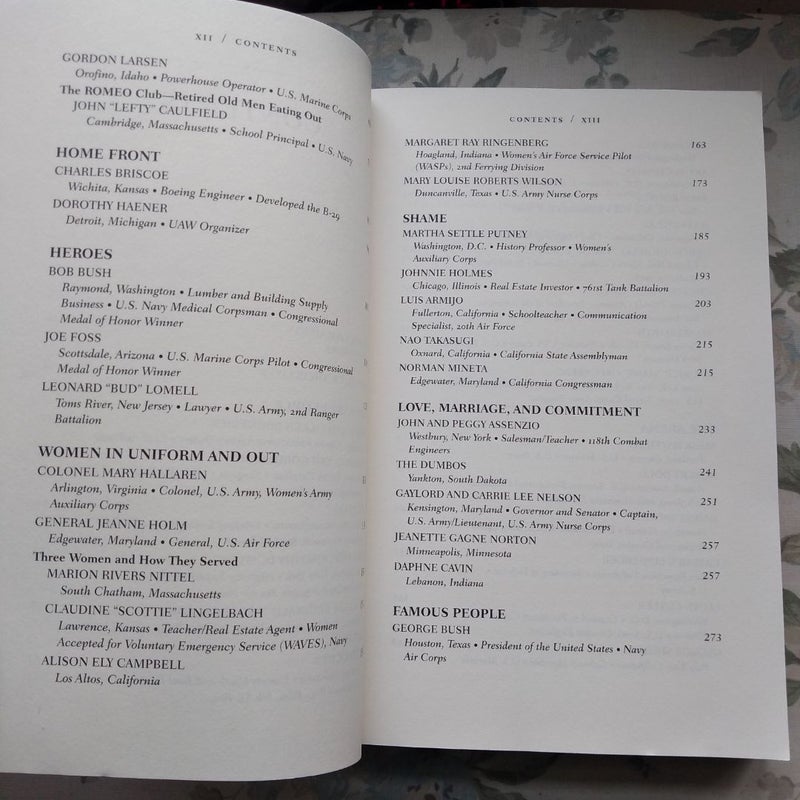 XII / CONTENTS
GORDON LARSEN
Orofino, Idaho • Powerhouse Operator • U.S. Marine Corps
The ROMEO Club—Retired Old Men Eating Out
JOHN "LEFTY" CAULFIELD
Cambridge, Massachusetts • School Principal • U.S. Navy
HOME FRONT
CHARLES BRISCOE
Wichita, Kansas • Boeing Engineer • Developed the B-29
DOROTHY HAENER
Detroit, Michigan • UAW Organizer
HEROES
BOB BUSH
Raymond, Washington • Lumber and Building Supply
Business • U.S. Navy Medical Corpsman • Congressional
Medal of Honor Winner
JOE FOSS
Scottsdale, Arizona • U.S. Marine Corps Pilot • Congressional
Medal of Honor Winner
LEONARD "BUD" LOMELL
Toms River, New Jersey • Lawyer • U.S. Army, 2nd Ranger
Battalion
WOMEN IN UNIFORM AND OUT
COLONEL MARY HALLAREN
Arlington, Virginia • Colonel, U.S. Army, Women's Army
Auxiliary Corps
GENERAL JEANNE HOLM
Edgewater, Maryland • General, U.S. Air Force
Three Women and How They Served
MARION RIVERS NITTEL
South Chatham, Massachusetts
CLAUDINE "SCOTTIE" LINGELBACH
Lawrence, Kansas • Teacher/Real Estate Agent • Women
Accepted for Voluntary Emergency Service (WAVES), Navy
ALISON ELY CAMPBELL
Los Altos, California
CONTENTS / XIII
MARGARET RAY RINGENBERG 163
Hoagland, Indiana • Women's Air Force Service Pilot
(WASPs), 2nd Ferrying Division
MARY LOUISE ROBERTS WILSON 173
Duncanville, Texas • U.S. Army Nurse Corps
SHAME
MARTHA SETTLE PUTNEY 185
Washington, D.C. • History Professor • Women's
Auxiliary Corps
JOHNNIE HOLMES 193
Chicago, Illinois • Real Estate Investor • 761st Tank Battalion
LUIS ARMIJO 203
Fullerton, California • Schoolteacher • Communication
Specialist, 20th Air Force
NAO TAKASUGI 215
Oxnard, California • California State Assemblyman
NORMAN MINETA 215
Edgewater, Maryland • California Congressman
LOVE, MARRIAGE, AND COMMITMENT
JOHN AND PEGGY ASSENZIO 233
Westbury, New York • Salesman/Teacher • 118th Combat
Engineers
THE DUMBOS 241
Yankton, South Dakota
GAYLORD AND CARRIE LEE NELSON 251
Kensington, Maryland • Governor and Senator • Captain,
U.S. Army/Lieutenant, U.S. Army Nurse Corps
JEANETTE GAGNE NORTON 257
Minneapolis, Minnesota
DAPHNE CAVIN 257
Lebanon, Indiana
FAMOUS PEOPLE
GEORGE BUSH 273
Houston, Texas • President of the United States • Navy
Air Corps